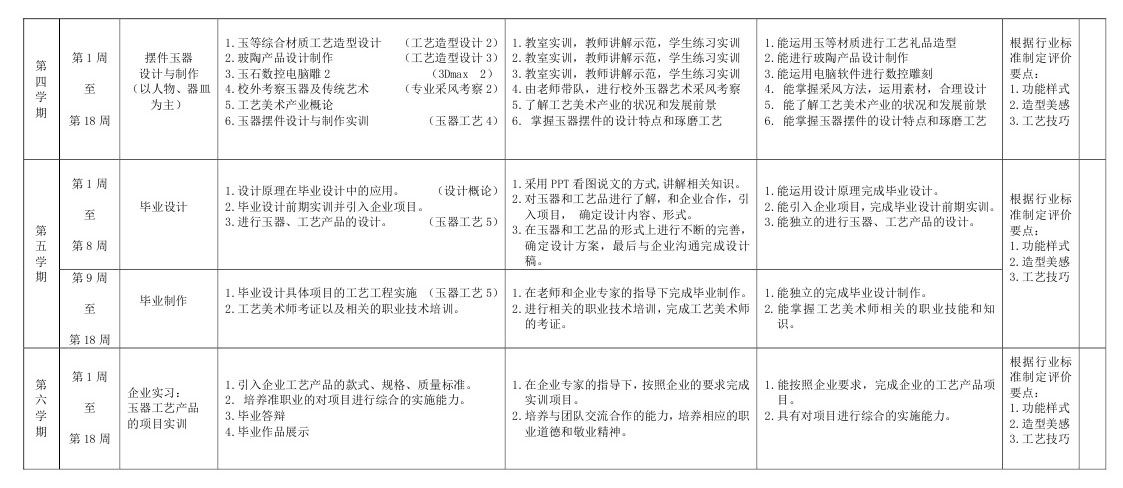 第四学期
第 1 周
至
第 18 周
摆件玉器
设计与制作
（以人物、器皿
为主）
1.玉等综合材质工艺造型设计 （工艺造型设计 2）
2.玻陶产品设计制作 （工艺造型设计 3）
3.玉石数控电脑雕 2 （3Dmax 2）
4.校外考察玉器及传统艺术 （专业采风考察 2）
5.工艺美术产业概论
6.玉器摆件设计与制作实训 （玉器工艺 4）
1.教室实训，教师讲解示范，学生练习实训
2.教室实训，教师讲解示范，学生练习实训
3.教室实训，教师讲解示范，学生练习实训
4.由老师带队，进行校外玉器艺术采风考察
5.了解工艺美术产业的状况和发展前景
6. 掌握玉器摆件的设计特点和琢磨工艺
1.能运用玉等材质进行工艺礼品造型
2.能进行玻陶产品设计制作
3.能运用电脑软件进行数控雕刻
4. 能掌握采风方法，运用素材，合理设计
5. 能了解工艺美术产业的状况和发展前景
6. 能掌握玉器摆件的设计特点和琢磨工艺
根据行业标
准制定评价
要点：
1.功能样式
2.造型美感
3.工艺技巧
第五学期
第 1 周
至
第 8 周
毕业设计
1.设计原理在毕业设计中的应用。 （设计概论）
2.毕业设计前期实训并引入企业项目。
3.进行玉器、工艺产品的设计。 （玉器工艺 5）
1.采用 PPT 看图说文的方式,讲解相关知识。
2.对玉器和工艺品进行了解，和企业合作，引
入项目， 确定设计内容、形式。
3.在玉器和工艺品的形式上进行不断的完善，
确定设计方案，最后与企业沟通完成设计
稿。
1.能运用设计原理完成毕业设计。
2.能引入企业项目，完成毕业设计前期实训。
3.能独立的进行玉器、工艺产品的设计。
根据行业标
准制定评价
要点：
1.功能样式
2.造型美感
3.工艺技巧
第 9 周
至
第 18 周
毕业制作
1.毕业设计具体项目的工艺工程实施 （玉器工艺 5）
2.工艺美术师考证以及相关的职业技术培训。
1.在老师和企业专家的指导下完成毕业制作。
2.进行相关的职业技术培训，完成工艺美术师
的考证。
1.能独立的完成毕业设计制作。
2.能掌握工艺美术师相关的职业技能和知
识。
第六学期
第 1 周
至
第 18 周
企业实习：
玉器工艺产品
的项目实训
1.引入企业工艺产品的款式、规格、质量标准。
2. 培养准职业的对项目进行综合的实施能力。
3.毕业答辩
4.毕业作品展示
1.在企业专家的指导下，按照企业的要求完成
实训项目。
2.培养与团队交流合作的能力，培养相应的职
业道德和敬业精神。
1.能按照企业要求，完成企业的工艺产品项
目。
2.具有对项目进行综合的实施能力。
根据行业标
准制定评价
要点：
1.功能样式
2.造型美感
3.工艺技巧